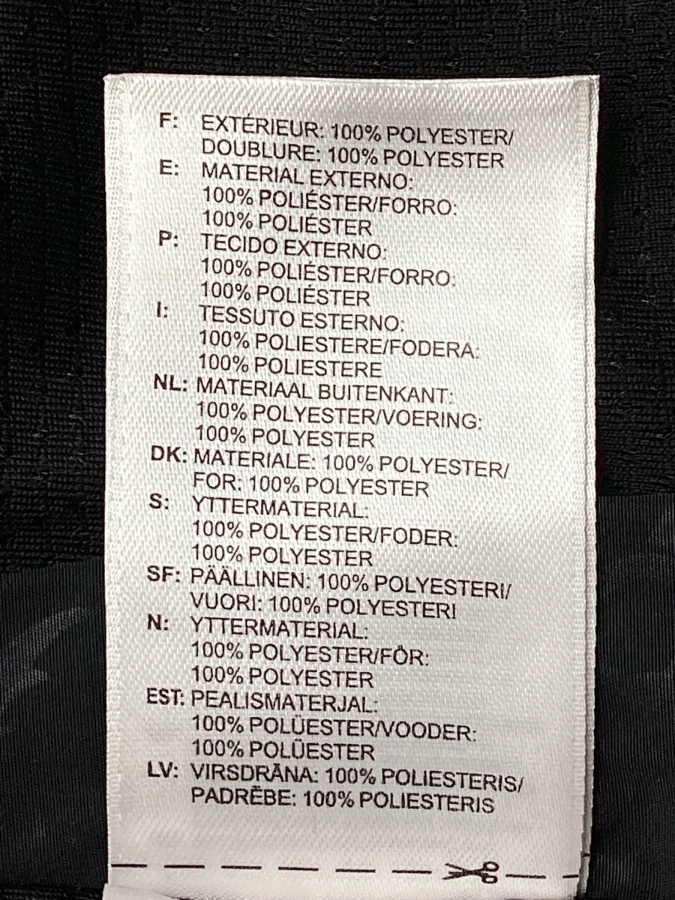 F: EXTÉRIEUR: 100% POLYESTER/
DOUBLURE: 100% POLYESTER
E: MATERIAL EXTERNO:
100% POLIÉSTER/FORRO:
100% POLIÉSTER
P: TECIDO EXTERNO:
100% POLIÉSTER/FORRO:
100% POLIÉSTER
I: TESSUTO ESTERNO:
100% POLIESTERE/FODERA:
100% POLIESTERE
NL: MATERIAAL BUITENKANT:
100% POLYESTER/VOERING:
100% POLYESTER
DK: MATERIALE: 100% POLYESTER/
FOR: 100% POLYESTER
S: YTTERMATERIAL:
100% POLYESTER/FODER:
100% POLYESTER
SF: PÄÄLLINEN: 100% POLYESTERI/
VUORI: 100% POLYESTERI
N: YTTERMATERIAL:
100% POLYESTER/FÔR:
100% POLYESTER
EST: PEALISMATERJAL:
100% POLÜESTER/VOODER:
100% POLÜESTER
LV: VIRSDRĀNA: 100% POLIESTERIS/
PADRĒBE: 100% POLIESTERIS